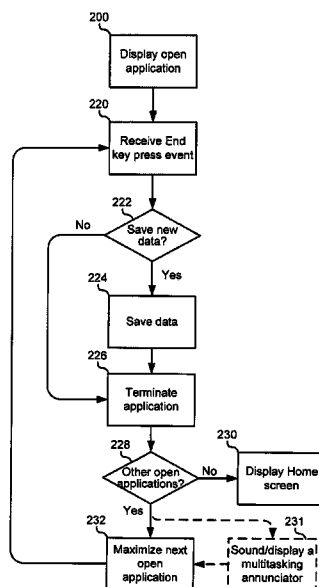 200
Display open
application
220
Receive End
key press event
222
No
Save new
data?
Yes
224
Save data
226
Terminate
application
228
Other open
applications?
No
230
Display Home
screen
Yes
232
Maximize next
open
application
231
Sound/display a
multitasking
annunciator